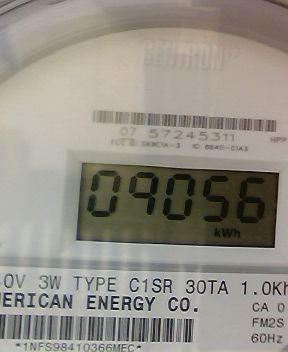 CENTRON
07 57245311
09056
kWh
0V 3W TYPE C1SR 30TA 1.0Kh
MERICAN ENERGY CO.
CA 0
FM2S
60Hz
*1NFS98410366MEC*